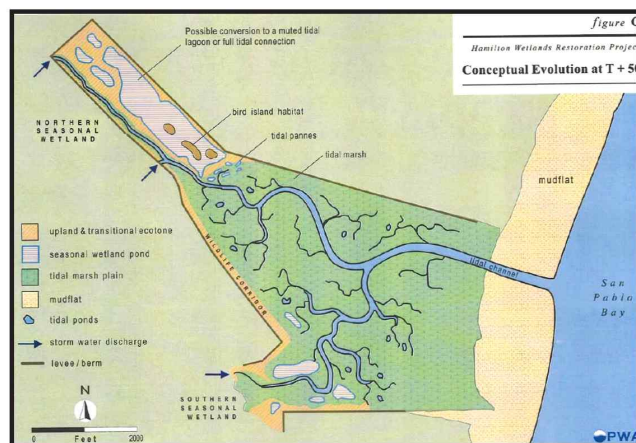 figure C
Hamilton Wetlands Restoration Projec
Conceptual Evolution at T + 50
Possible conversion to a muted tidal
lagoon or full tidal connection
NORTHERN
SEASONAL
WETLAND
bird island habitat
tidal pannes
tidal marsh
mudflat
upland & transitional ecotone
seasonal wetland pond
tidal marsh plain
mudflat
tidal ponds
storm water discharge
levee / berm
WILDLIFE CORRIDOR
tidal channel
San
Pablo
Bay
N
0
Feet
2000
SOUTHERN
SEASONAL
WETLAND
PWA